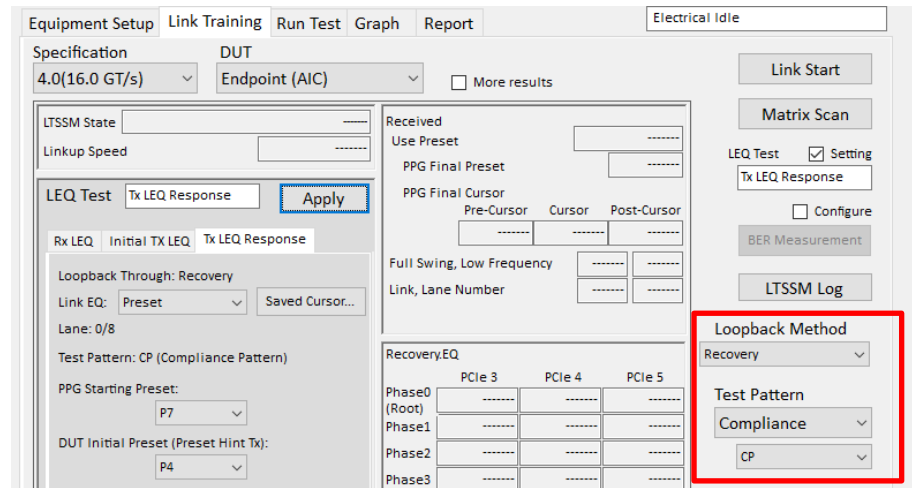 Equipment Setup Link Training Run Test Graph Report
Electrical Idle
Specification DUT
4.0(16.0 GT/s) Endpoint (AIC) More results
LTSSM State -------
Linkup Speed -------
LEQ Test Tx LEQ Response Apply
Rx LEQ Initial TX LEQ Tx LEQ Response
Loopback Through: Recovery
Link EQ: Preset Saved Cursor...
Lane: 0/8
Test Pattern: CP (Compliance Pattern)
PPG Starting Preset:
P7
DUT Initial Preset (Preset Hint Tx):
P4
Received
Use Preset -------
PPG Final Preset -------
PPG Final Cursor
Pre-Cursor Cursor Post-Cursor
------- ------- -------
Full Swing, Low Frequency ------- -------
Link, Lane Number ------- -------
Recovery.EQ
PCIe 3 PCIe 4 PCIe 5
Phase0 ------- ------- -------
(Root)
Phase1 ------- ------- -------
Phase2 ------- ------- -------
Phase3 ------- ------- -------
Link Start
Matrix Scan
LEQ Test Setting
Tx LEQ Response
Configure
BER Measurement
LTSSM Log
Loopback Method
Recovery
Test Pattern
Compliance
CP